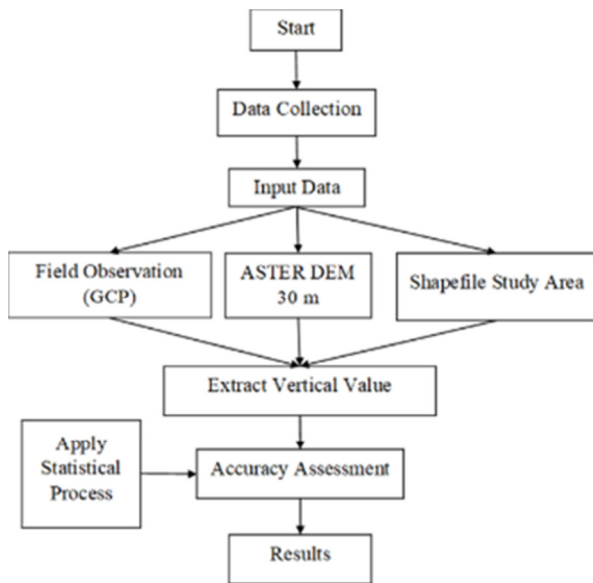 Start
Data Collection
Input Data
Field Observation
(GCP)
ASTER DEM
30 m
Shapefile Study Area
Extract Vertical Value
Apply
Statistical
Process
Accuracy Assessment
Results